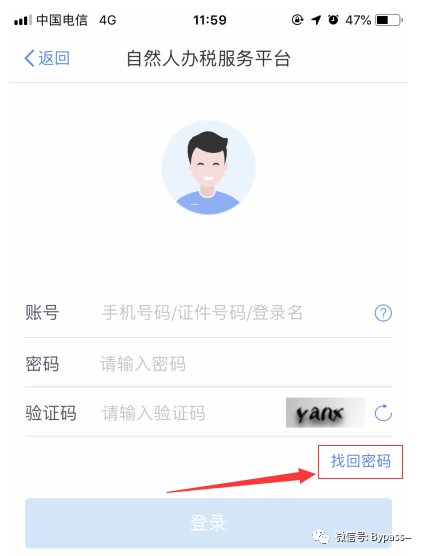 中国电信 4G 11:59 47%
返回 自然人办税服务平台
账号 手机号码/证件号码/登录名
密码 请输入密码
验证码 请输入验证码 yanx
找回密码
登录
微信号: Bypass--